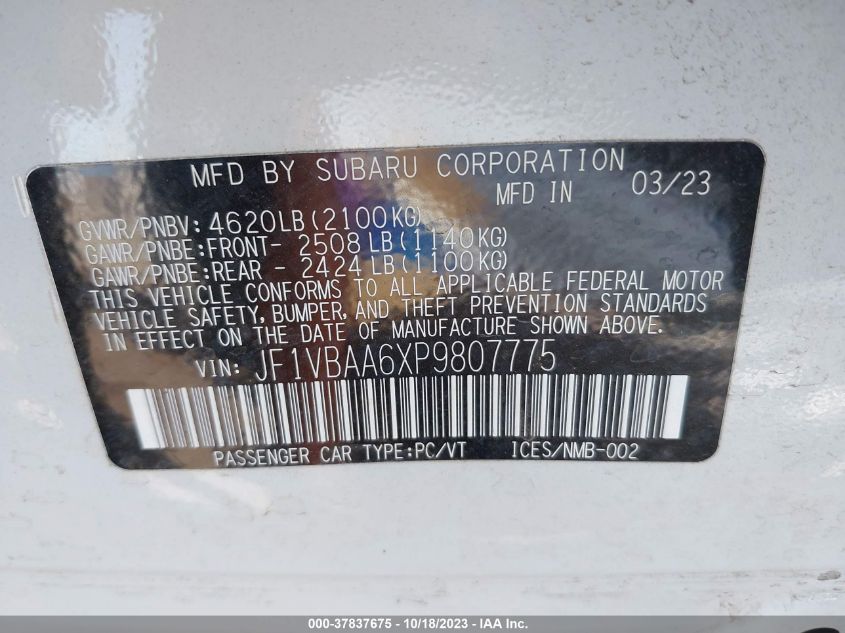 MFD BY SUBARU CORPORATION
MFD IN 03/23
GVWR/PNBV: 4620LB(2100KG)
GAWR/PNBE:FRONT- 2508 LB(1140KG)
GAWR/PNBE:REAR - 2424 LB(1100KG)
THIS VEHICLE CONFORMS TO ALL APPLICABLE FEDERAL MOTOR
VEHICLE SAFETY, BUMPER, AND THEFT PREVENTION STANDARDS
IN EFFECT ON THE DATE OF MANUFACTURE SHOWN ABOVE.
VIN: JF1VBAA6XP9807775
PASSENGER CAR TYPE:PC/VT ICES/NMB-002
000-37837675 - 10/18/2023 - IAA Inc.